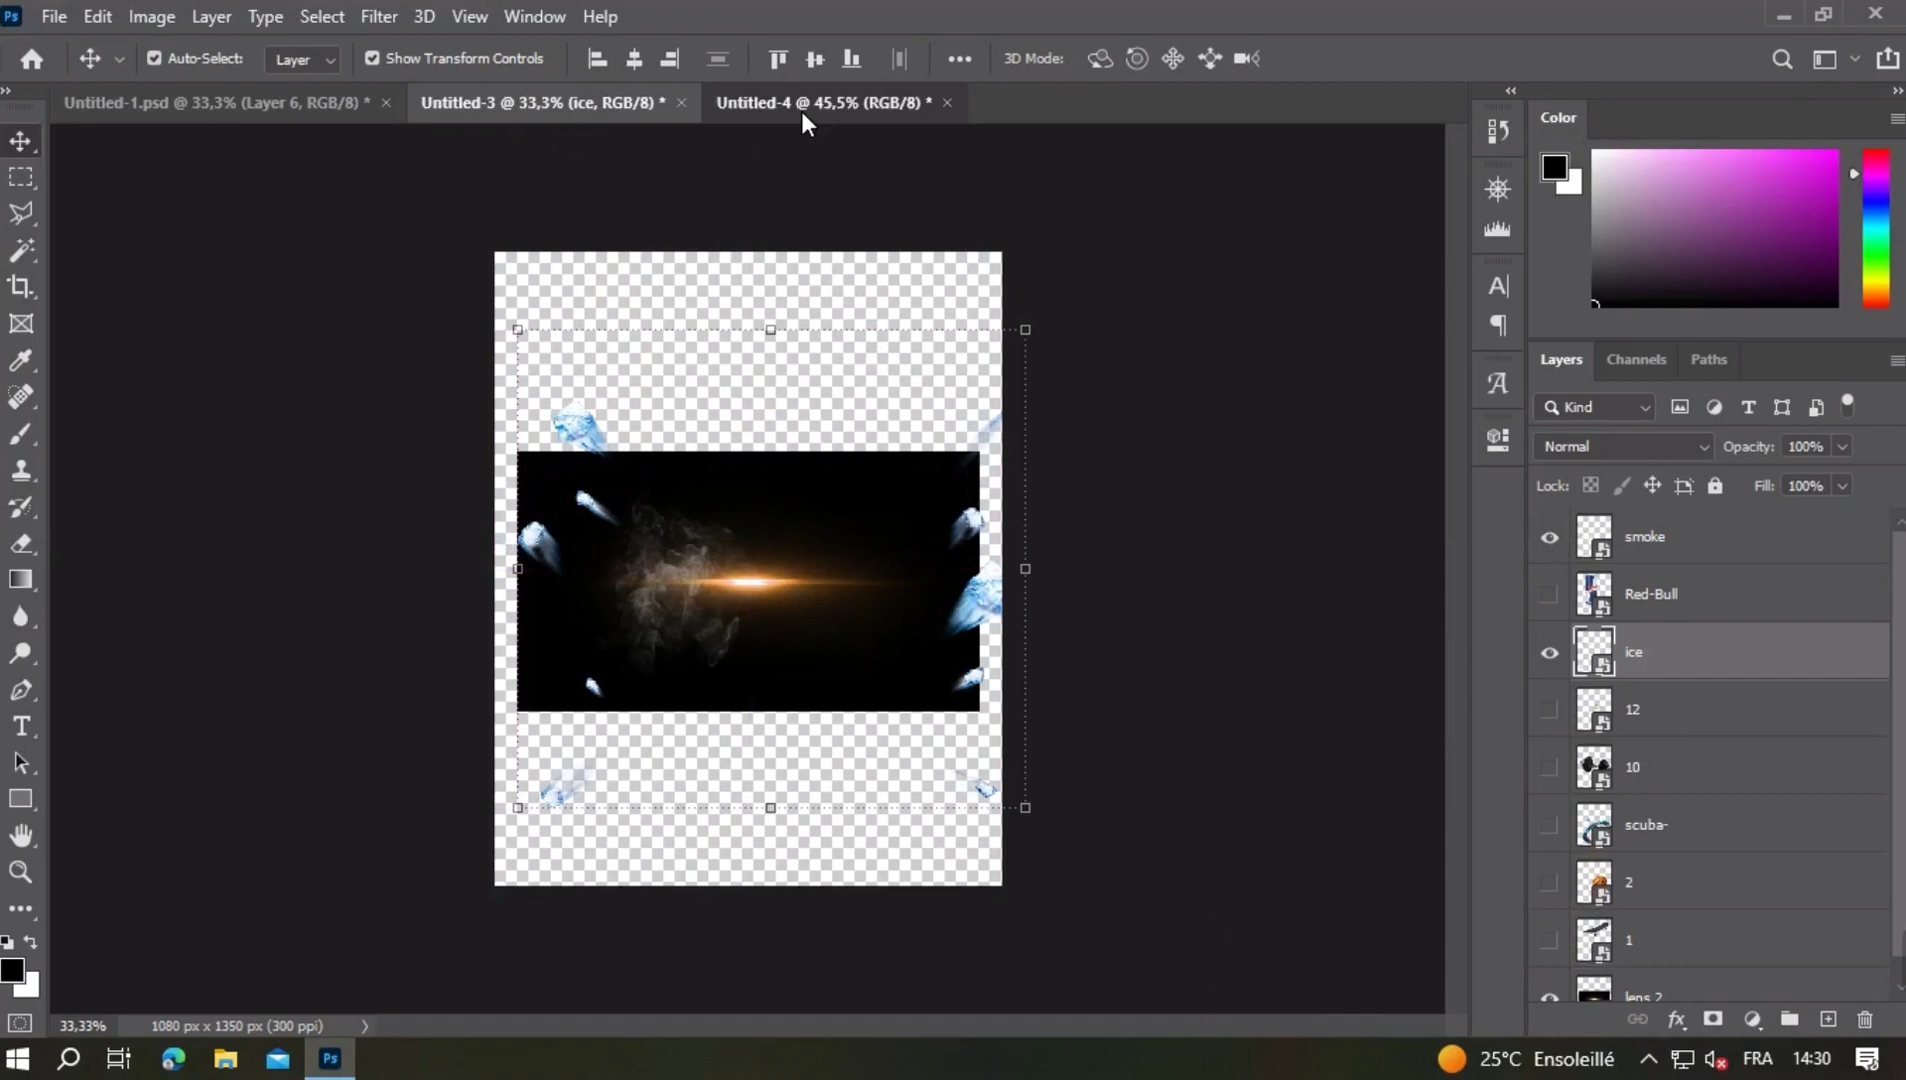 Ps File Edit Image Layer Type Select Filter 3D View Window Help
Auto-Select: Layer Show Transform Controls 3D Mode:
Untitled-1.psd @ 33,3% (Layer 6, RGB/8) * Untitled-3 @ 33,3% (ice, RGB/8) * Untitled-4 @ 45,5% (RGB/8) *
Color
Layers Channels Paths
Kind
Normal Opacity: 100%
Lock: Fill: 100%
smoke
Red-Bull
ice
12
10
scuba-
2
1
lens 2
33,33% 1080 px x 1350 px (300 ppi)
Ps 25°C Ensoleillé FRA 14:30